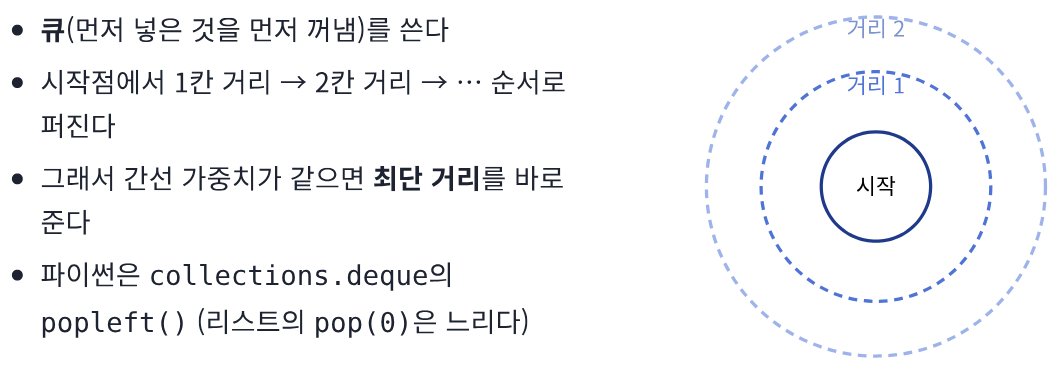 • 큐(먼저 넣은 것을 먼저 꺼냄)를 쓴다
• 시작점에서 1칸 거리 → 2칸 거리 → ⋯ 순서로
퍼진다
• 그래서 간선 가중치가 같으면 최단 거리를 바로
준다
• 파이썬은 collections.deque의
popleft() (리스트의 pop(0)은 느리다)
거리 2
거리 1
시작